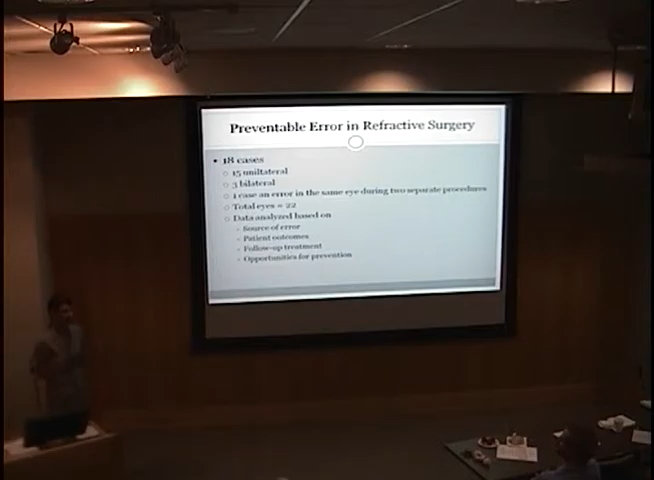 Preventable Error in Refractive Surgery
18 cases
15 unilateral
3 bilateral
1 case an error in the same eye during two separate procedures
Total eyes = 22
Data analyzed based on
Source of error
Patient outcomes
Follow-up treatment
Opportunities for prevention